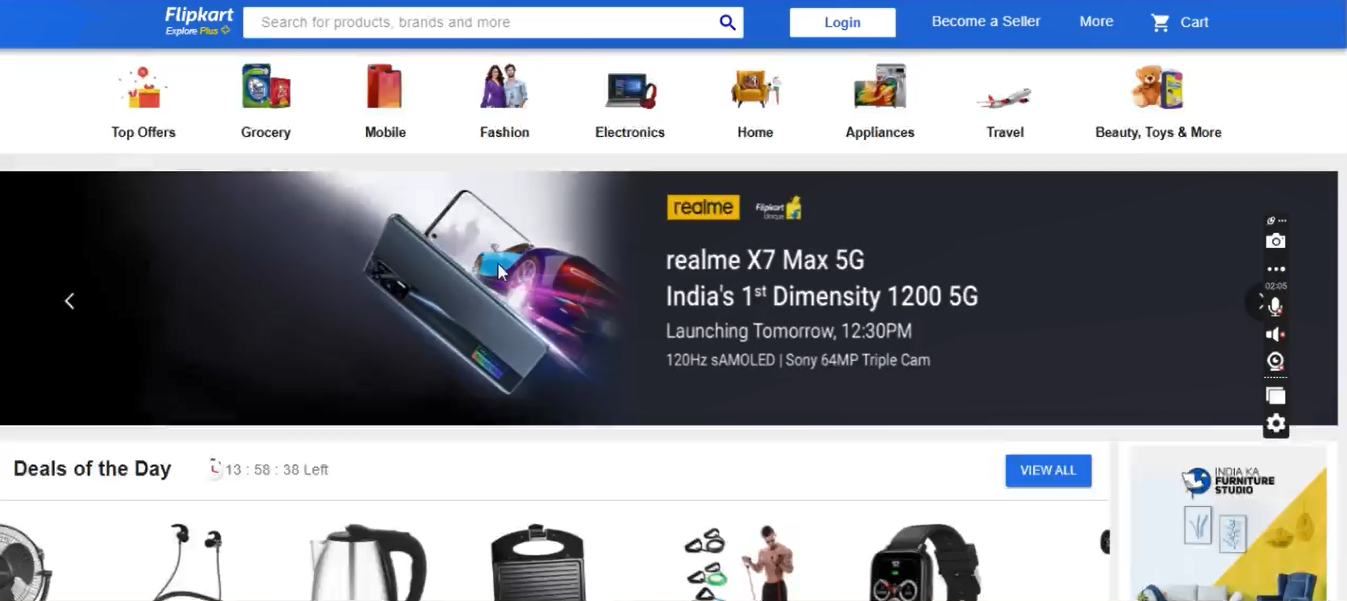 Flipkart
Explore Plus
Search for products, brands and more
Login
Become a Seller
More
Cart
Top Offers
Grocery
Mobile
Fashion
Electronics
Home
Appliances
Travel
Beauty, Toys & More
realme
Flipkart
Unique
realme X7 Max 5G
India's 1st Dimensity 1200 5G
Launching Tomorrow, 12:30PM
120Hz sAMOLED | Sony 64MP Triple Cam
02:05
Deals of the Day
13 : 58 : 38 Left
VIEW ALL
INDIA KA
FURNITURE
STUDIO